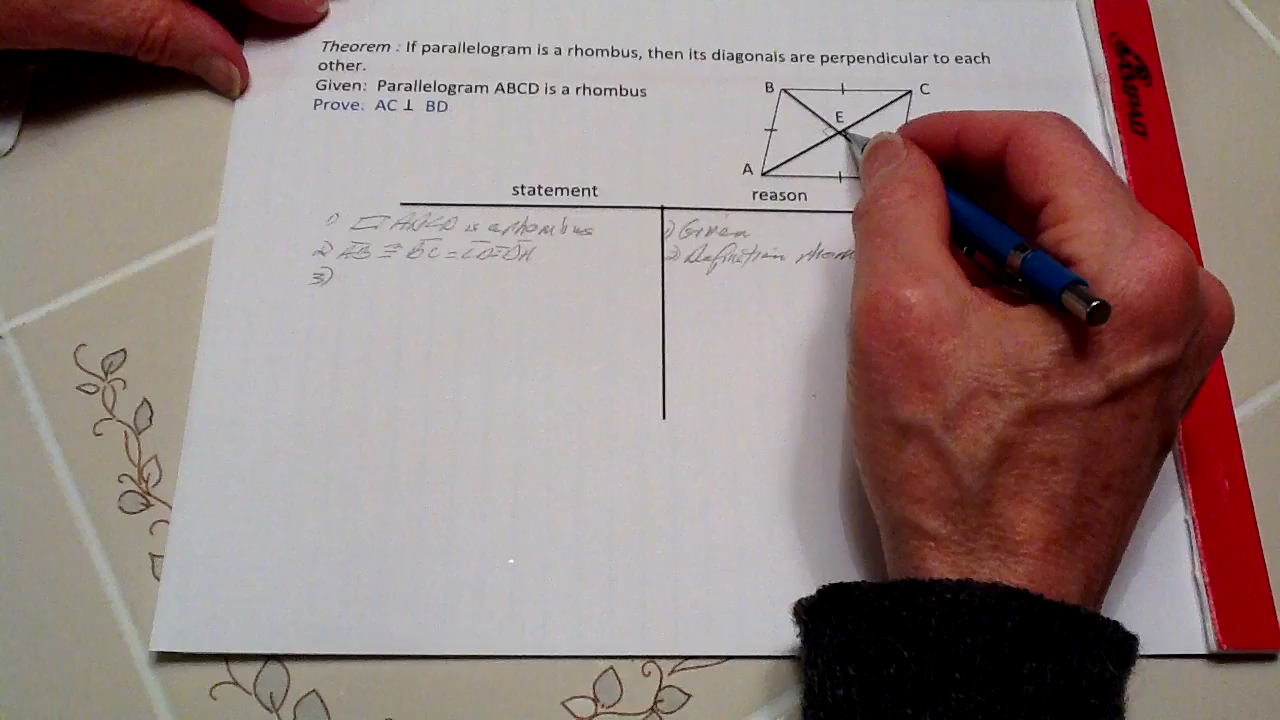 Theorem : If parallelogram is a rhombus, then its diagonals are perpendicular to each
other.
Given: Parallelogram ABCD is a rhombus
Prove: AC ⊥ BD
B
C
E
A
statement
reason
1) ▱ ABCD is a rhombus
1) Given
2) AB ≅ BC = CD = DA
2) Definition rhom
3)